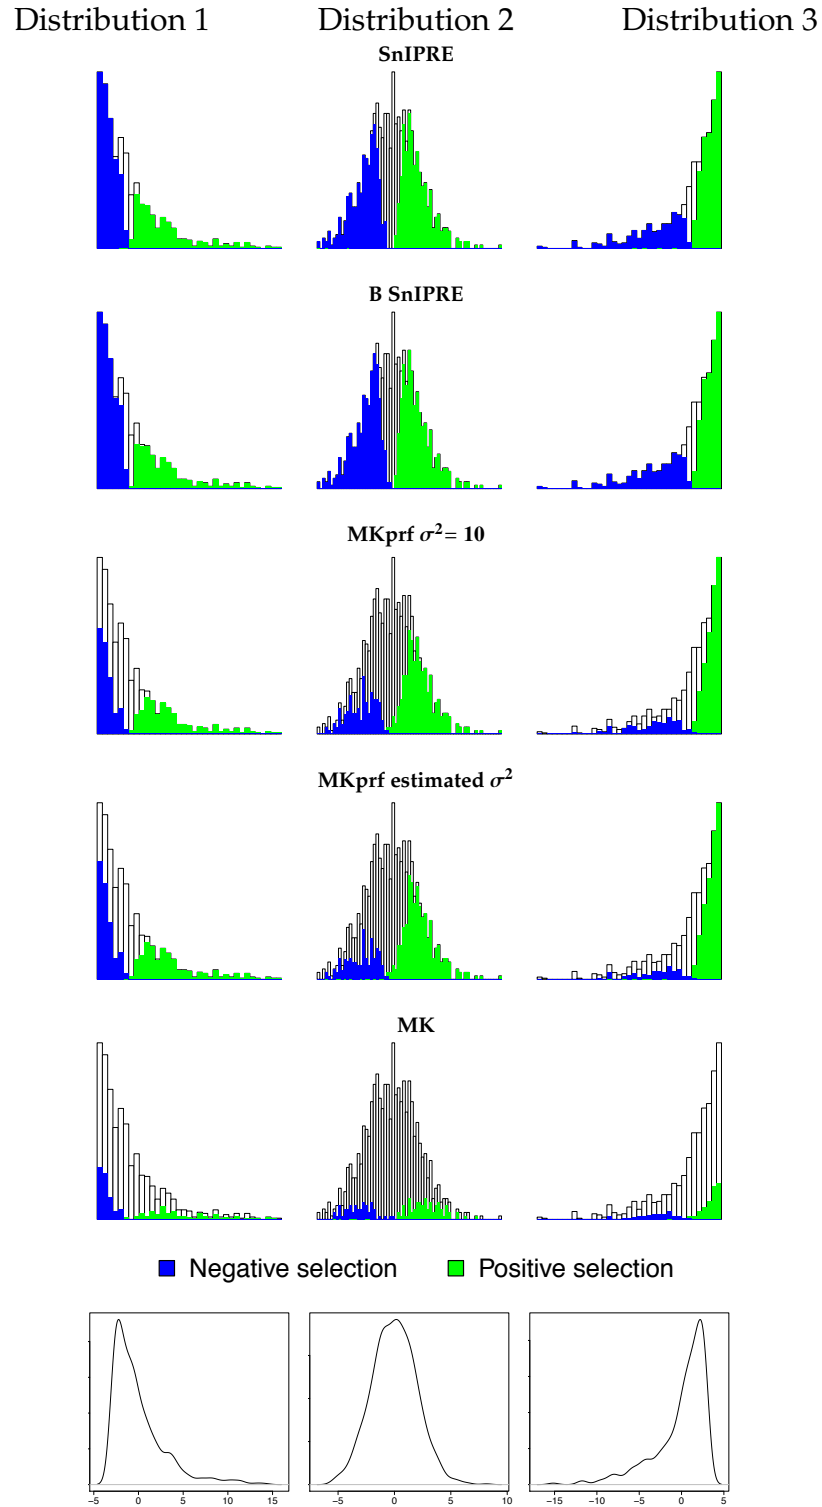 Distribution 1 Distribution 2 Distribution 3
SnIPRE
B SnIPRE
MKprf σ²= 10
MKprf estimated σ²
MK
Negative selection Positive selection
−5 0 5 10 15 −5 0 5 10 −15 −10 −5 0 5